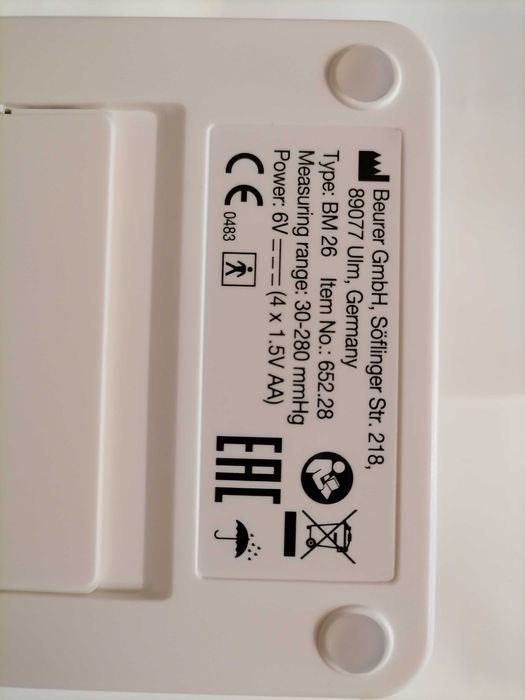 Beurer GmbH, Söflinger Str. 218,
89077 Ulm, Germany
Type: BM 26 Item No.: 652.28
Measuring range: 30-280 mmHg
Power: 6V (4 x 1.5V AA)
CE 0483
EAC